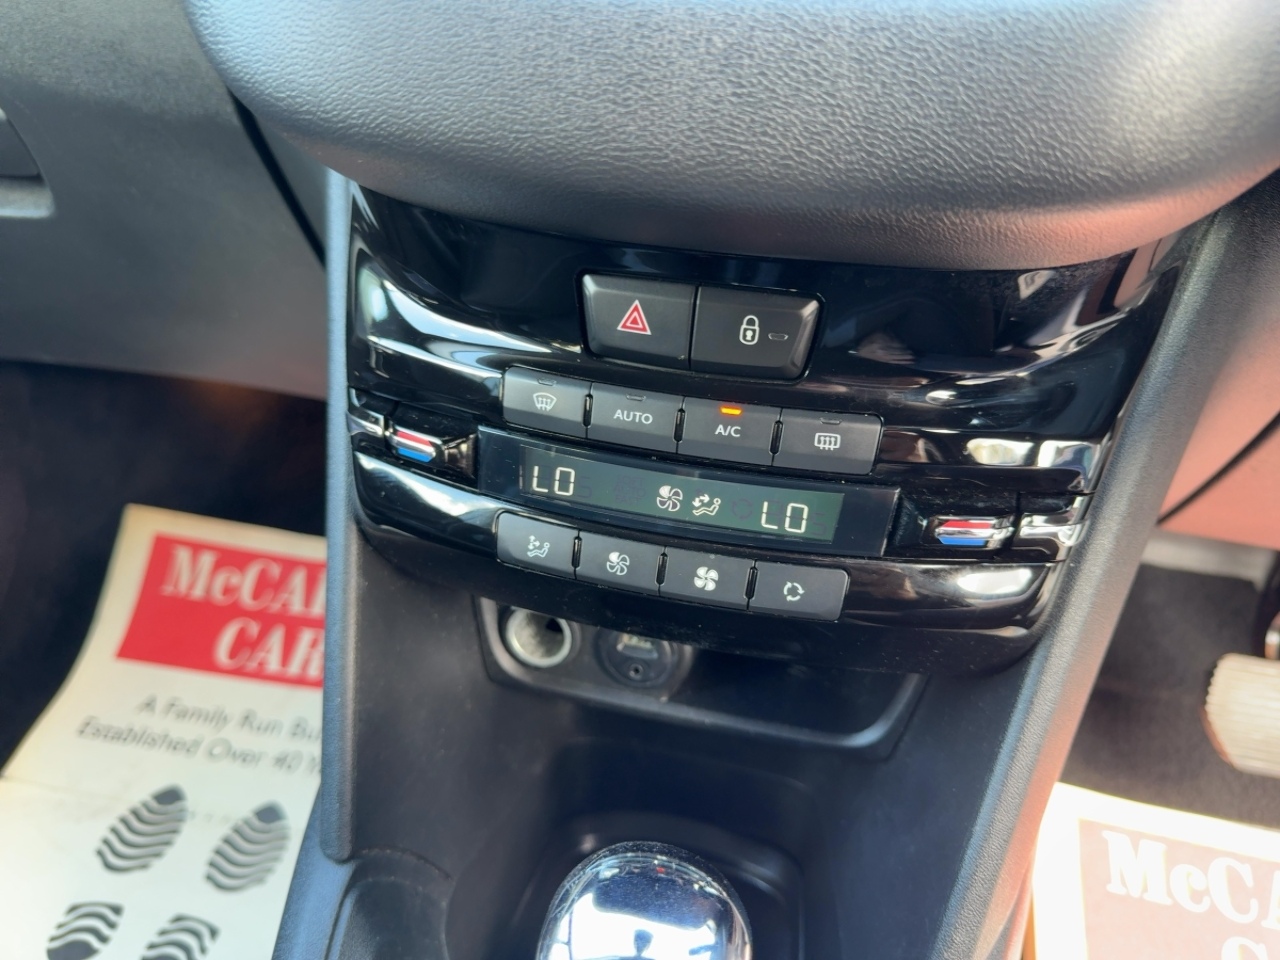 AUTO
A/C
LO
LO
McCA
CAR
A Family Run Bu
Established Over 40
McCA